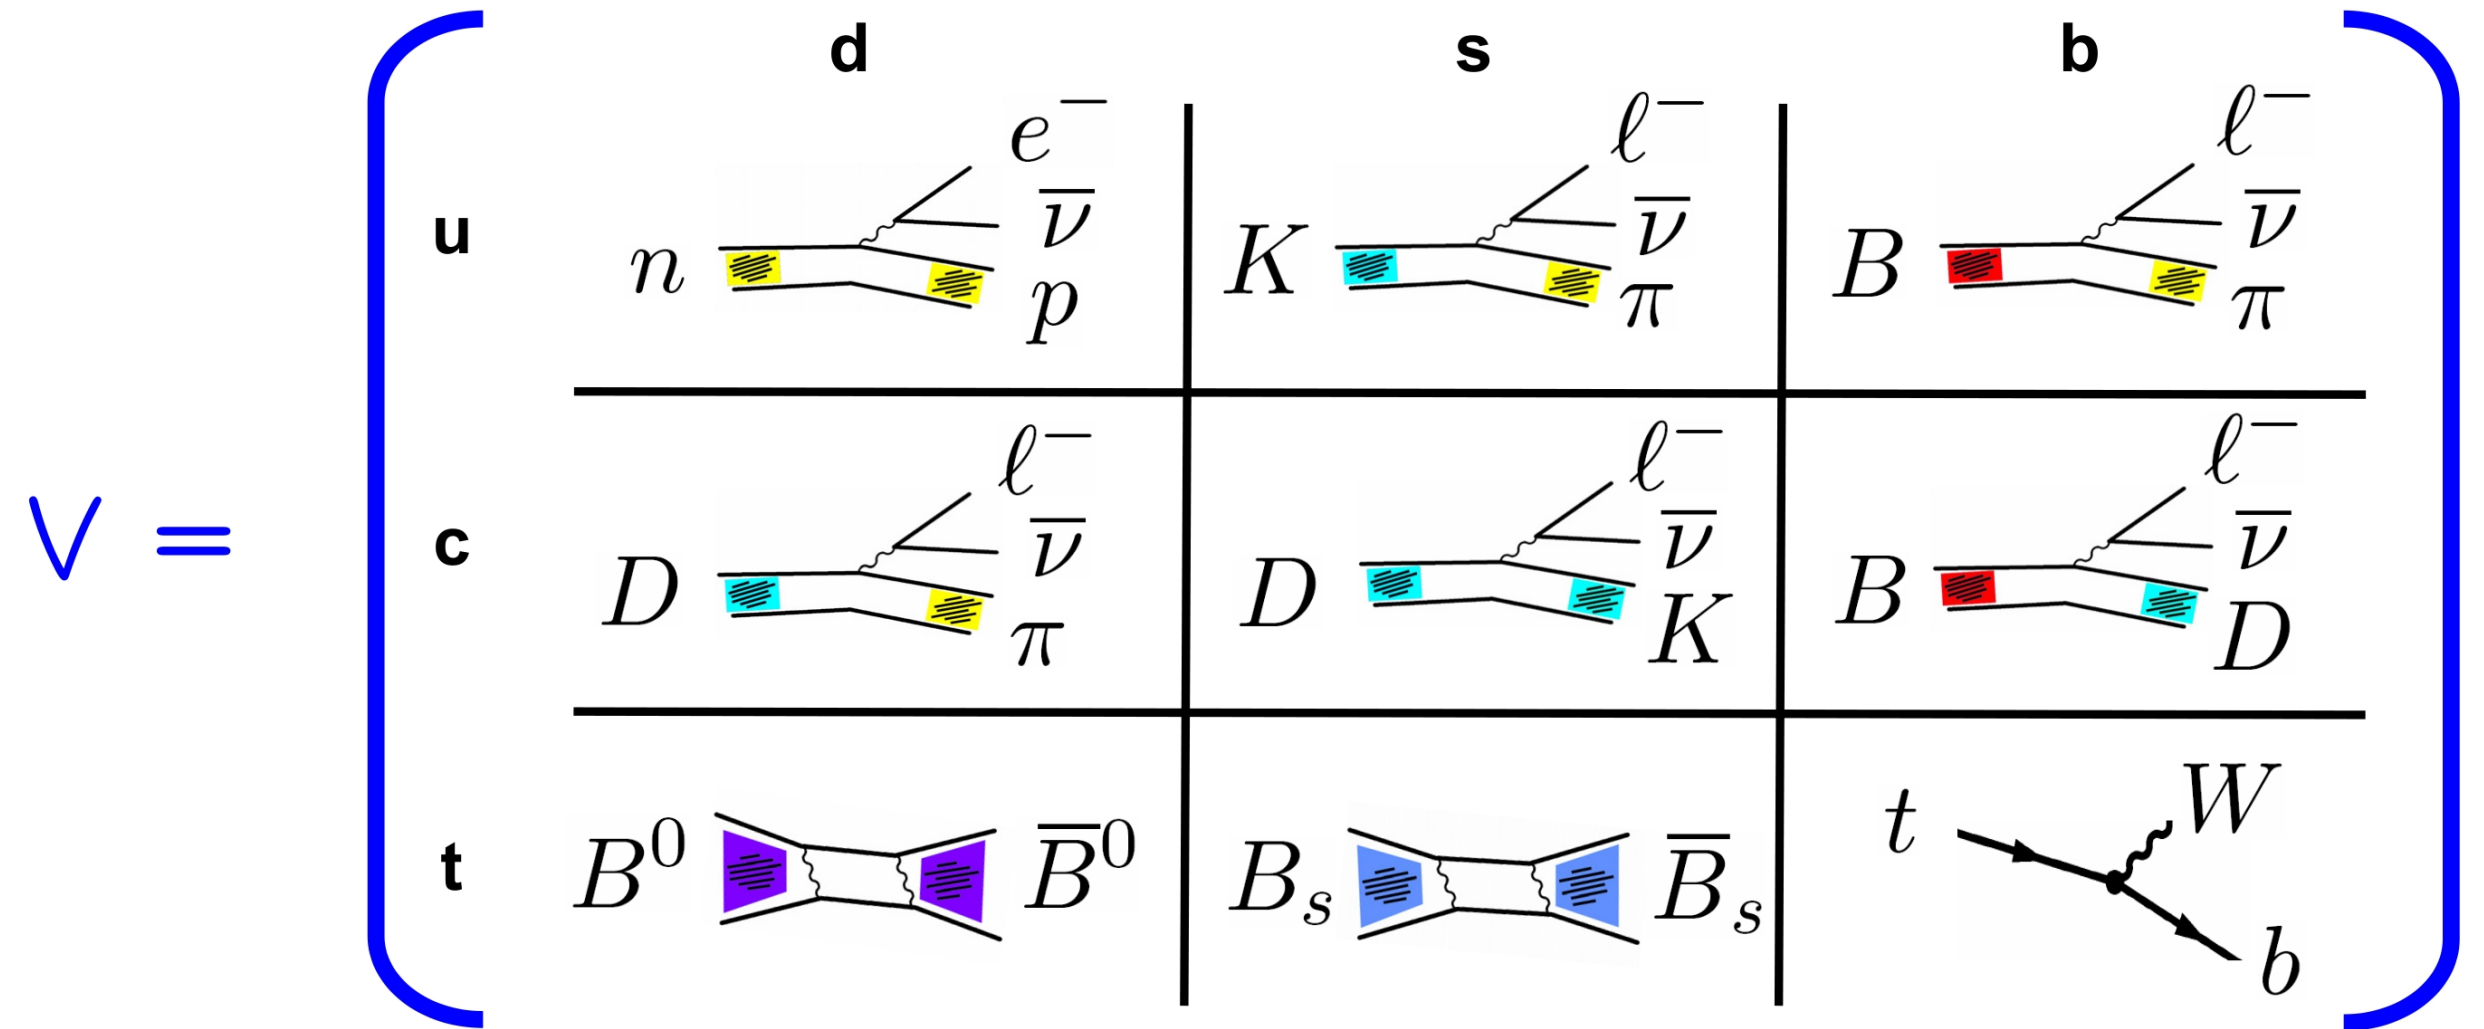 d s b
u n e⁻ ν̅ p K ℓ⁻ ν̅ π B ℓ⁻ ν̅ π
V = c D ℓ⁻ ν̅ π D ℓ⁻ ν̅ K B ℓ⁻ ν̅ D
t B⁰ B̅⁰ Bₛ B̅ₛ t W b